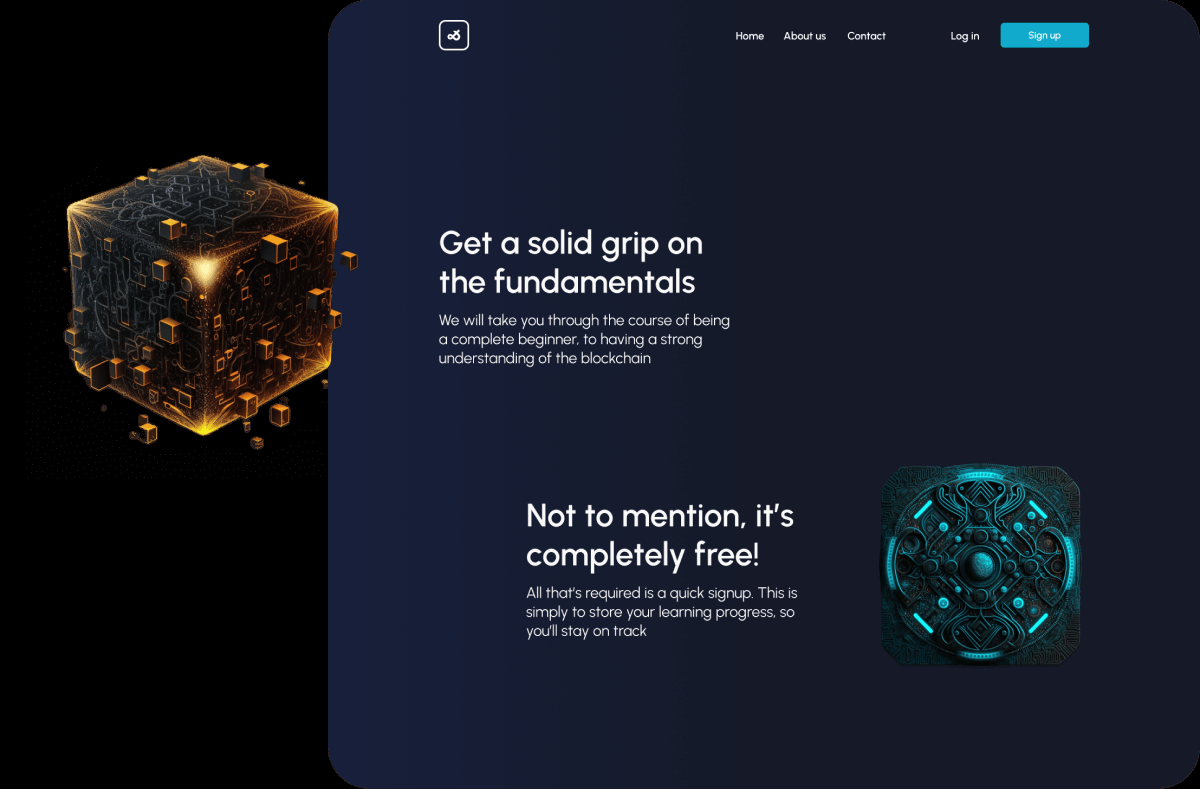 Home
About us
Contact
Log in
Sign up
Get a solid grip on
the fundamentals
We will take you through the course of being
a complete beginner, to having a strong
understanding of the blockchain
Not to mention, it's
completely free!
All that's required is a quick signup. This is
simply to store your learning progress, so
you'll stay on track